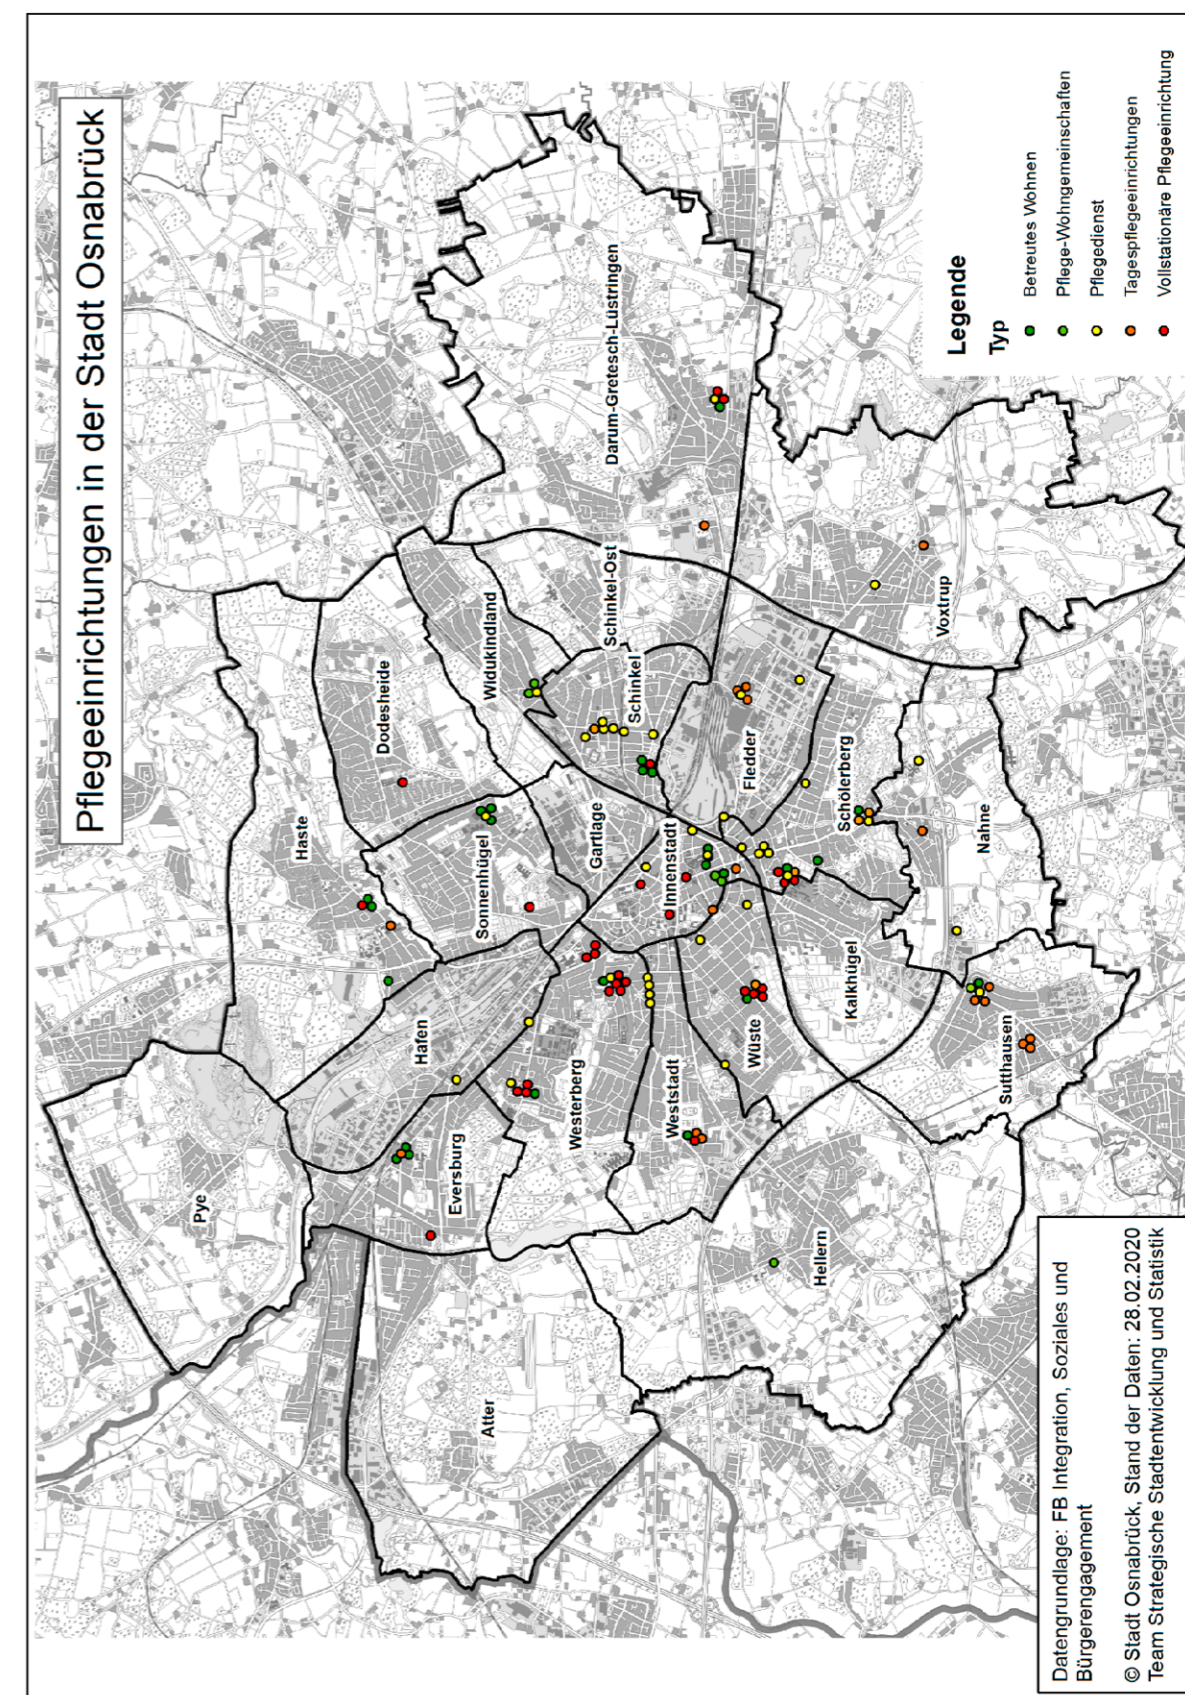 Pflegeeinrichtungen in der Stadt Osnabrück
Pye
Haste
Dodesheide
Hafen
Sonnenhügel
Widukindland
Atter
Eversburg
Gartlage
Schinkel-Ost
Darum-Gretesch-Lüstringen
Westerberg
Schinkel
Weststadt
Innenstadt
Fledder
Wüste
Hellern
Kalkhügel
Schölerberg
Voxtrup
Sutthausen
Nahne
Legende
Typ
Betreutes Wohnen
Pflege-Wohngemeinschaften
Pflegedienst
Tagespflegeeinrichtungen
Vollstationäre Pflegeeinrichtung
Datengrundlage: FB Integration, Soziales und
Bürgerengagement
© Stadt Osnabrück, Stand der Daten: 28.02.2020
Team Strategische Stadtentwicklung und Statistik